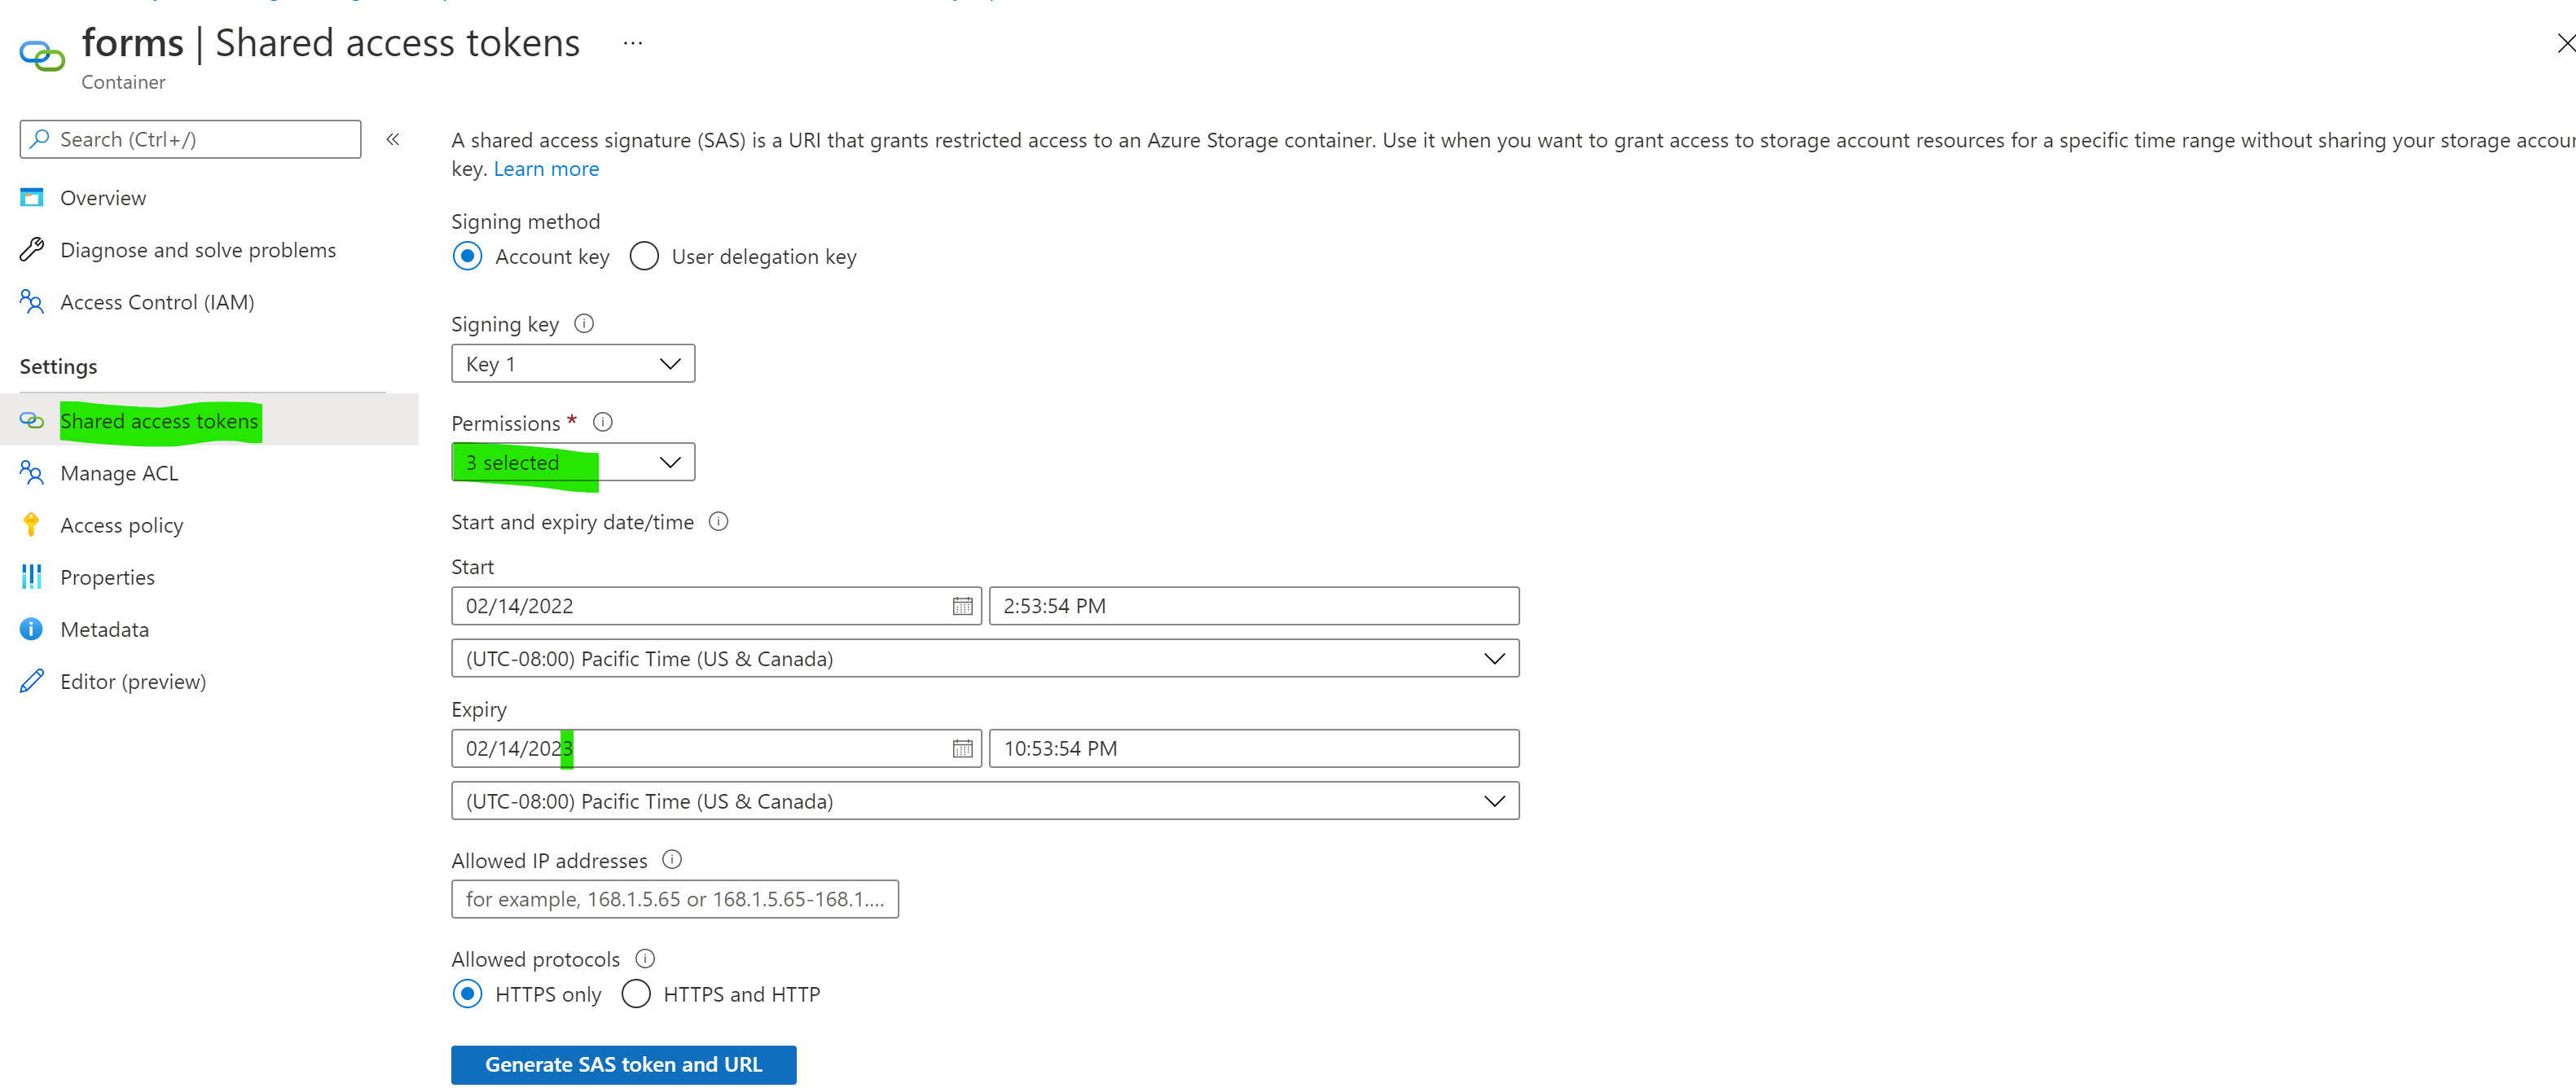 forms | Shared access tokens ...
Container
Search (Ctrl+/)
«
Overview
Diagnose and solve problems
Access Control (IAM)
Settings
Shared access tokens
Manage ACL
Access policy
Properties
Metadata
Editor (preview)
A shared access signature (SAS) is a URI that grants restricted access to an Azure Storage container. Use it when you want to grant access to storage account resources for a specific time range without sharing your storage accoun
key. Learn more
Signing method
Account key User delegation key
Signing key
Key 1
Permissions *
3 selected
Start and expiry date/time
Start
02/14/2022 2:53:54 PM
(UTC-08:00) Pacific Time (US & Canada)
Expiry
02/14/2023 10:53:54 PM
(UTC-08:00) Pacific Time (US & Canada)
Allowed IP addresses
for example, 168.1.5.65 or 168.1.5.65-168.1....
Allowed protocols
HTTPS only HTTPS and HTTP
Generate SAS token and URL